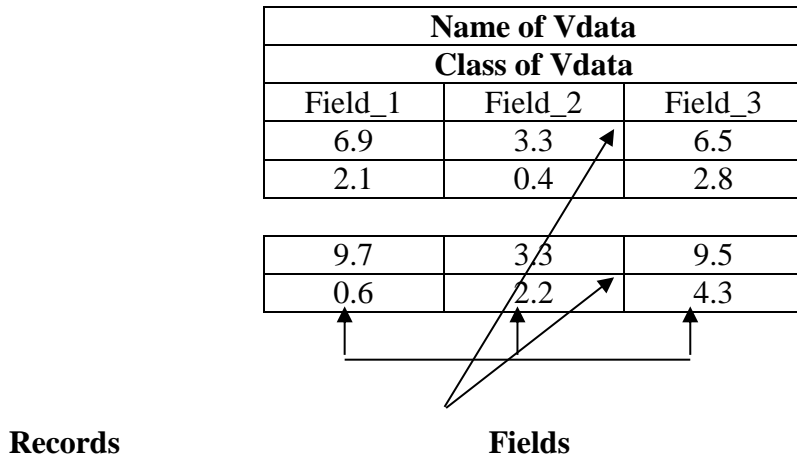 Name of Vdata
Class of Vdata
Field_1 Field_2 Field_3
6.9 3.3 6.5
2.1 0.4 2.8
9.7 3.3 9.5
0.6 2.2 4.3
Records Fields